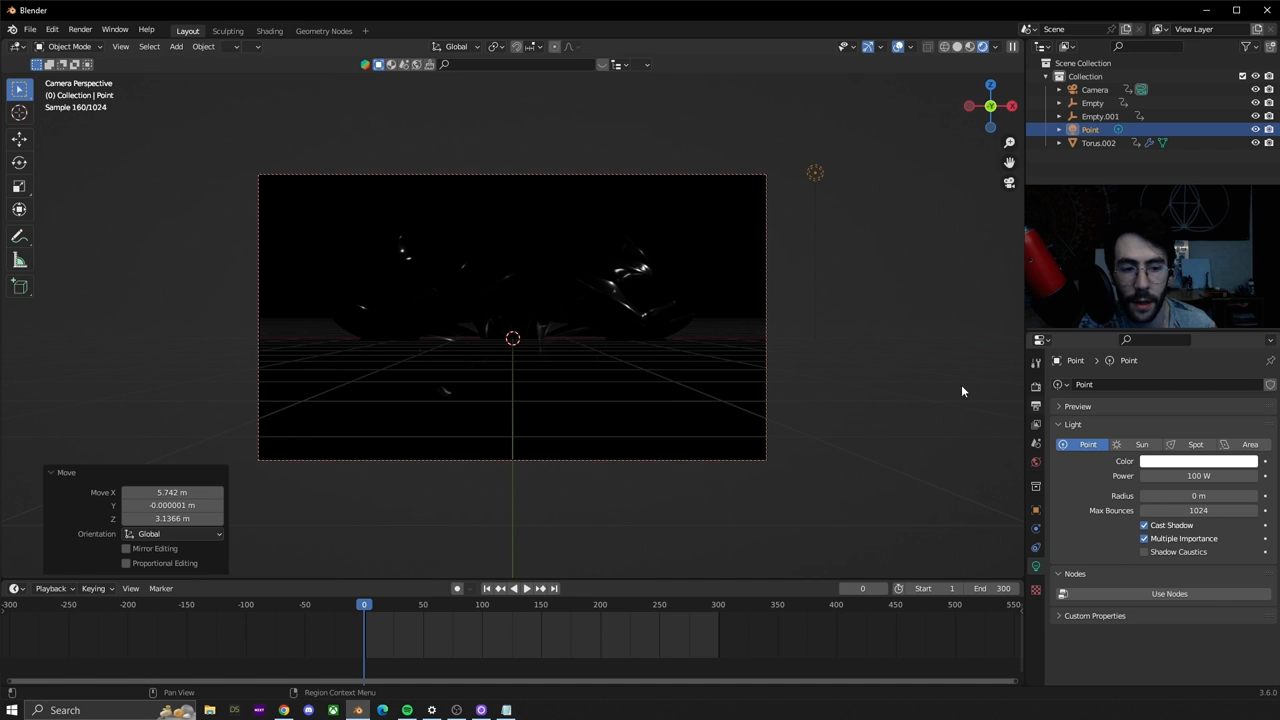 Blender
File Edit Render Window Help Layout Sculpting Shading Geometry Nodes + Scene View Layer
Object Mode View Select Add Object Global
Camera Perspective
(0) Collection | Point
Sample 160/1024
Z
Y
X
Scene Collection
Collection
Camera
Empty
Empty.001
Point
Torus.002
Point > Point
Point
Preview
Light
Point Sun Spot Area
Color
Power 100 W
Radius 0 m
Max Bounces 1024
Cast Shadow
Multiple Importance
Shadow Caustics
Nodes
Use Nodes
Custom Properties
Move
Move X 5.742 m
Y -0.000001 m
Z 3.1366 m
Orientation Global
Mirror Editing
Proportional Editing
Playback Keying View Marker 0 Start 1 End 300
-300 -250 -200 -150 -100 -50 0 50 100 150 200 250 300 350 400 450 500 550
Pan View Region Context Menu 3.6.0
Search DS NEXT